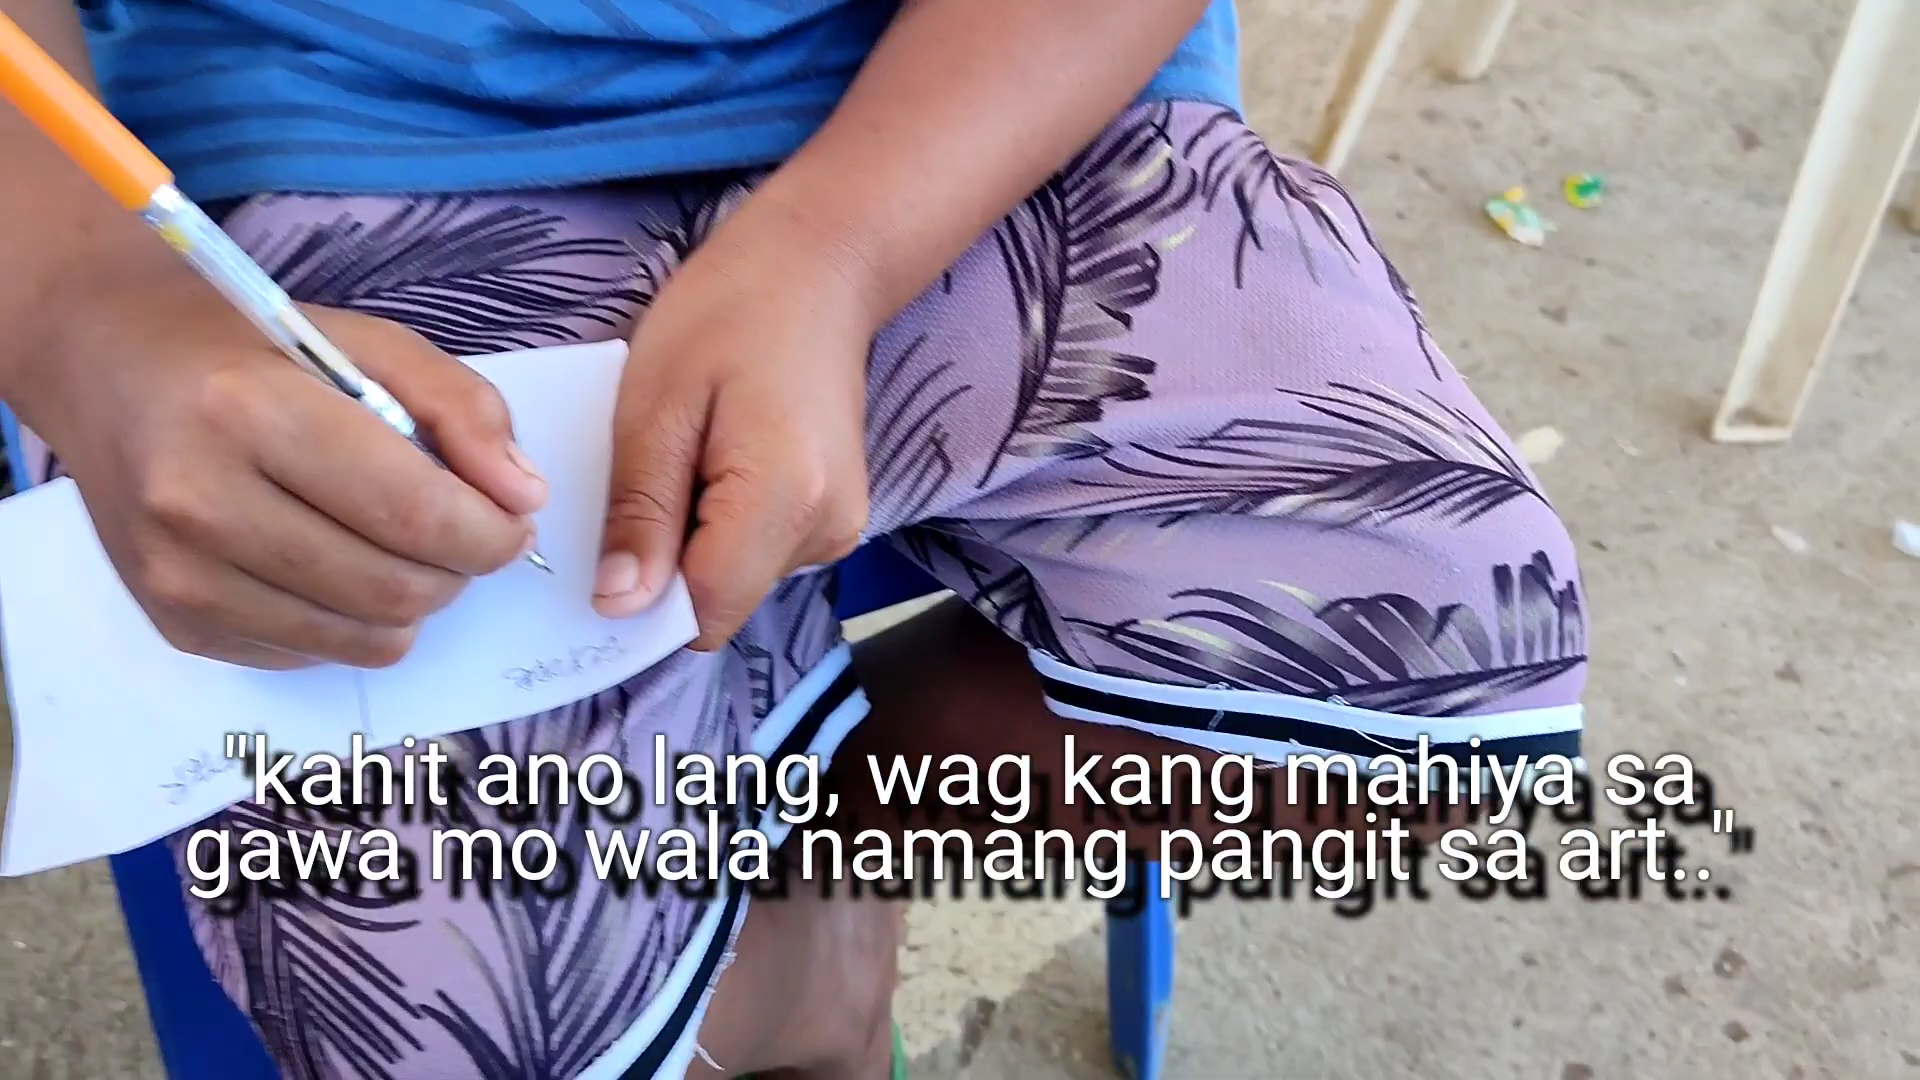 "kahit ano lang, wag kang mahiya sa
gawa mo wala namang pangit sa art.."